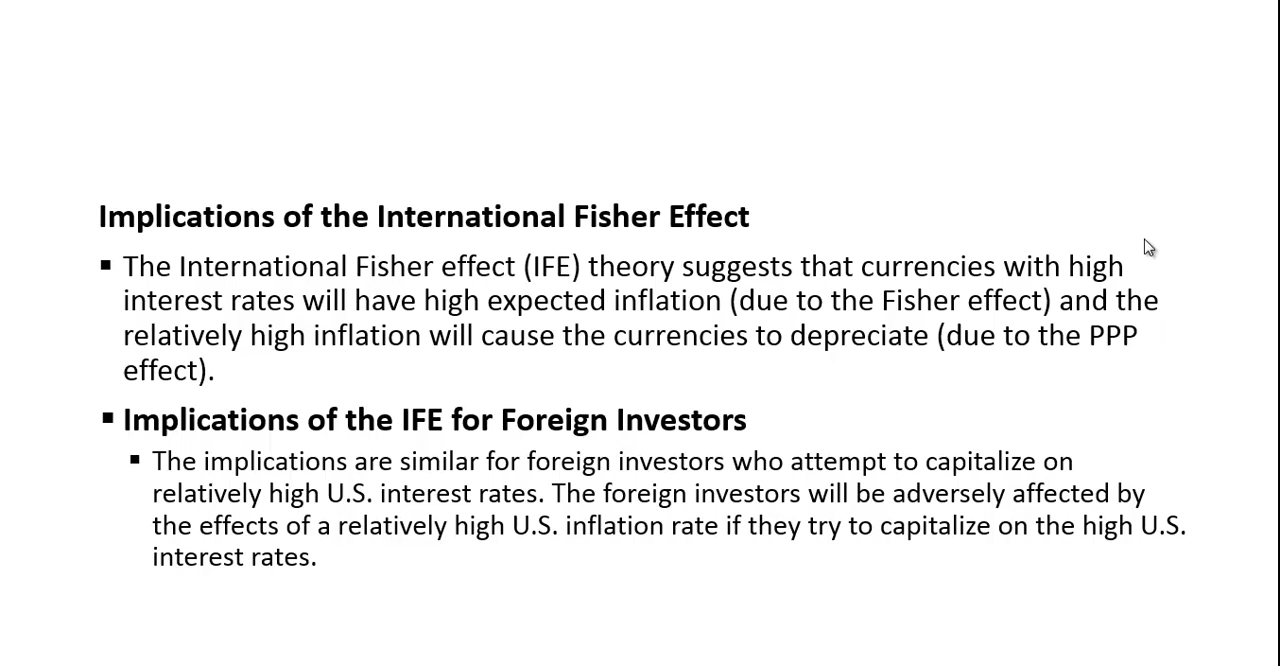 Implications of the International Fisher Effect
▪ The International Fisher effect (IFE) theory suggests that currencies with high
interest rates will have high expected inflation (due to the Fisher effect) and the
relatively high inflation will cause the currencies to depreciate (due to the PPP
effect).
▪ Implications of the IFE for Foreign Investors
▪ The implications are similar for foreign investors who attempt to capitalize on
relatively high U.S. interest rates. The foreign investors will be adversely affected by
the effects of a relatively high U.S. inflation rate if they try to capitalize on the high U.S.
interest rates.